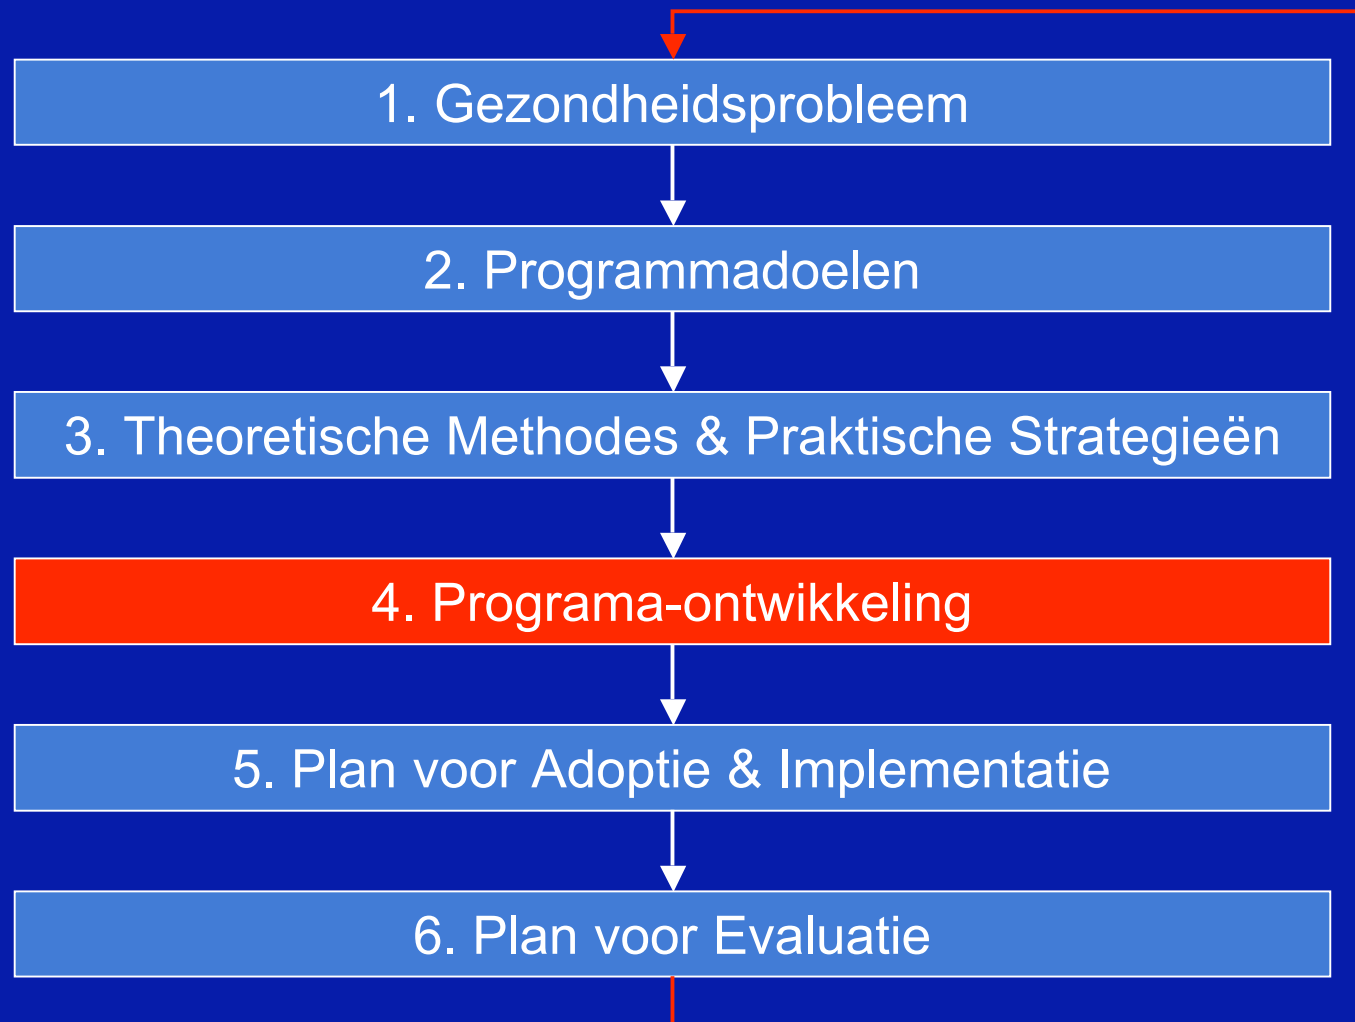 1. Gezondheidsprobleem
2. Programmadoelen
3. Theoretische Methodes & Praktische Strategieën
4. Programa-ontwikkeling
5. Plan voor Adoptie & Implementatie
6. Plan voor Evaluatie